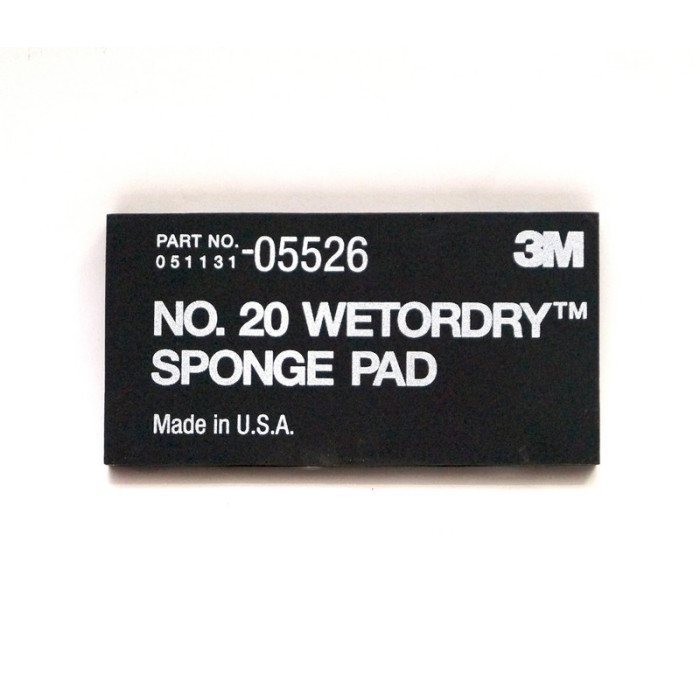 PART NO.
051131-05526
3M
NO. 20 WETORDRY™
SPONGE PAD
Made in U.S.A.